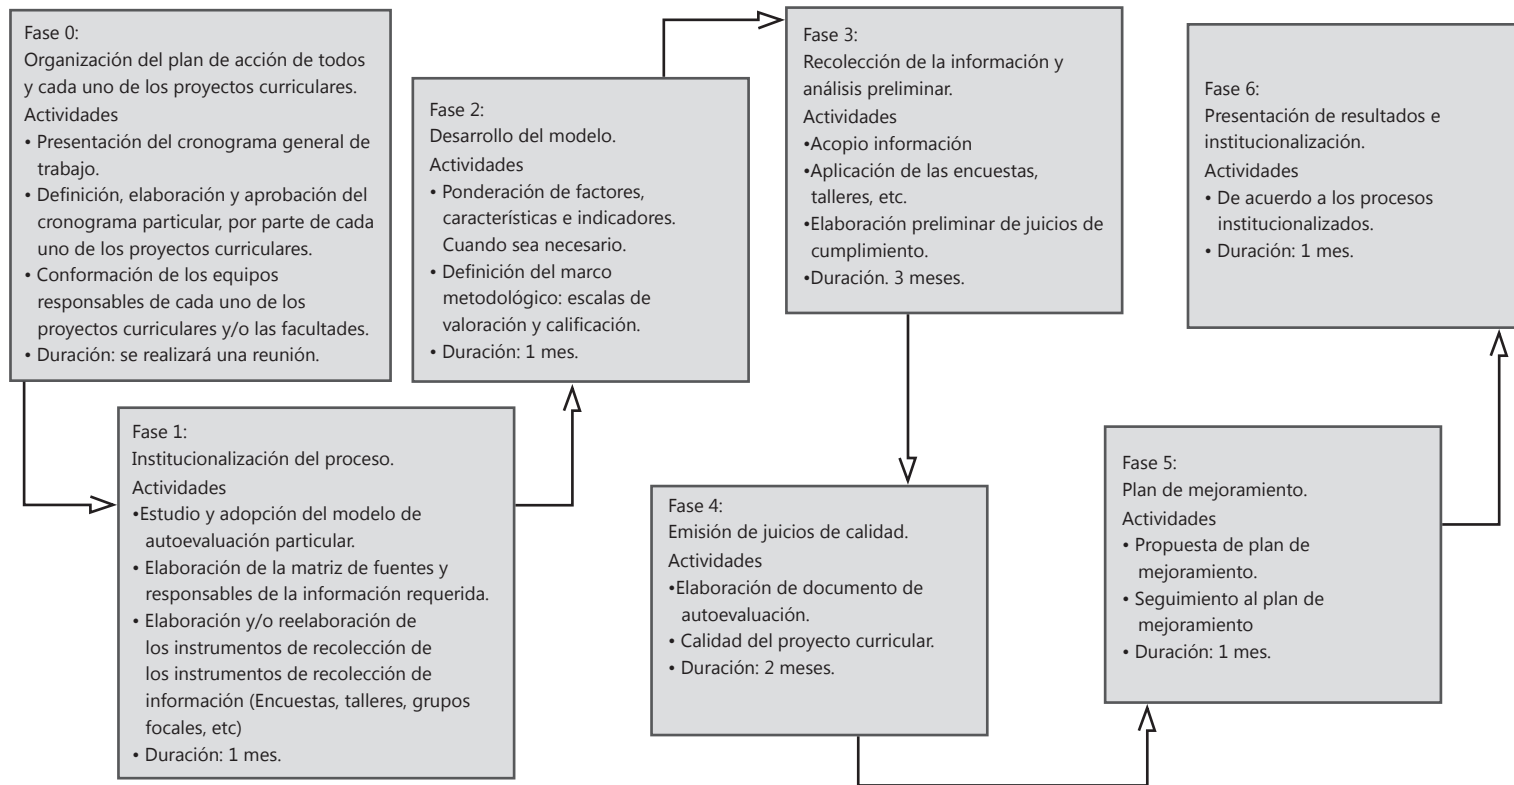 Fase 0:
Organización del plan de acción de todos
y cada uno de los proyectos curriculares.
Actividades
• Presentación del cronograma general de
trabajo.
• Definición, elaboración y aprobación del
cronograma particular, por parte de cada
uno de los proyectos curriculares.
• Conformación de los equipos
responsables de cada uno de los
proyectos curriculares y/o las facultades.
• Duración: se realizará una reunión.
Fase 1:
Institucionalización del proceso.
Actividades
•Estudio y adopción del modelo de
autoevaluación particular.
• Elaboración de la matriz de fuentes y
responsables de la información requerida.
• Elaboración y/o reelaboración de
los instrumentos de recolección de
los instrumentos de recolección de
información (Encuestas, talleres, grupos
focales, etc)
• Duración: 1 mes.
Fase 2:
Desarrollo del modelo.
Actividades
• Ponderación de factores,
características e indicadores.
Cuando sea necesario.
• Definición del marco
metodológico: escalas de
valoración y calificación.
• Duración: 1 mes.
Fase 3:
Recolección de la información y
análisis preliminar.
Actividades
•Acopio información
•Aplicación de las encuestas,
talleres, etc.
•Elaboración preliminar de juicios de
cumplimiento.
•Duración. 3 meses.
Fase 4:
Emisión de juicios de calidad.
Actividades
•Elaboración de documento de
autoevaluación.
• Calidad del proyecto curricular.
• Duración: 2 meses.
Fase 5:
Plan de mejoramiento.
Actividades
• Propuesta de plan de
mejoramiento.
• Seguimiento al plan de
mejoramiento
• Duración: 1 mes.
Fase 6:
Presentación de resultados e
institucionalización.
Actividades
• De acuerdo a los procesos
institucionalizados.
• Duración: 1 mes.